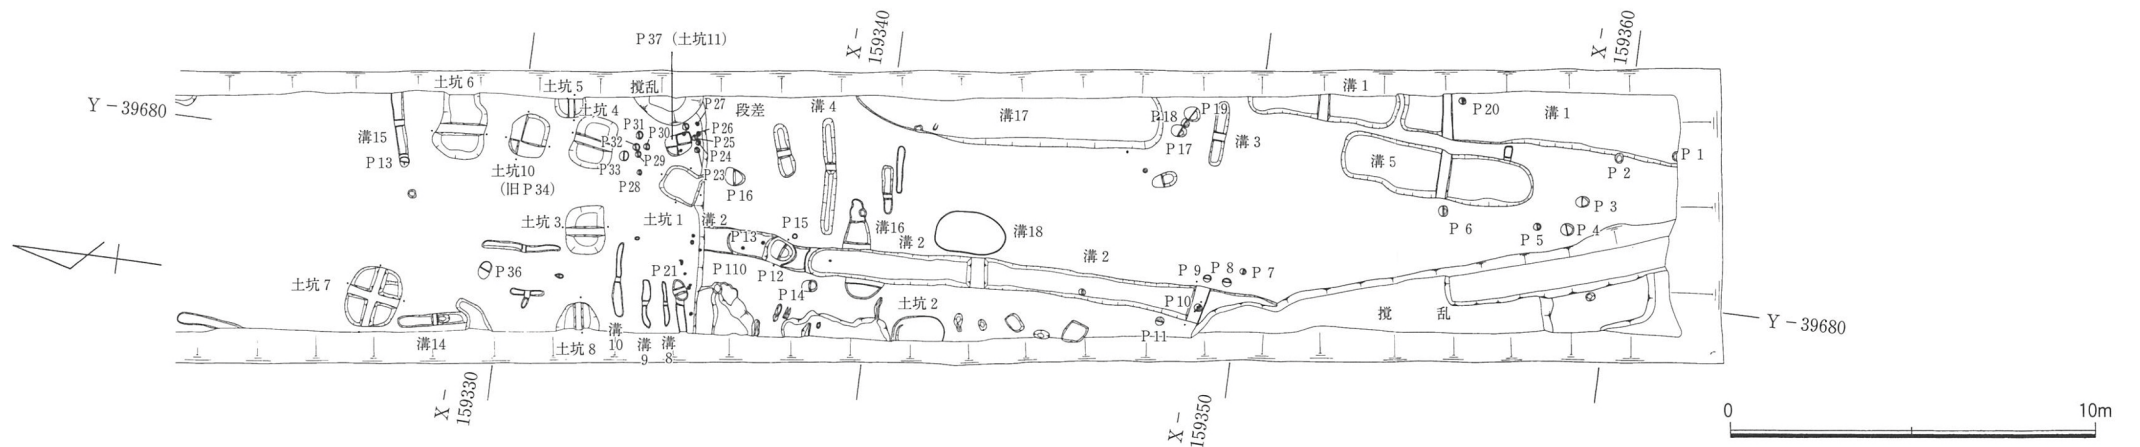 P37（土坑11）
X－159340
X－159360
土坑6
土坑5
撹乱
P27
段差
溝4
溝1
Y－39680
土坑4
溝17
P19
P20
溝1
P31
P30
P26
P18
溝15
P32
P25
溝3
P13
P29
P24
P17
溝5
P1
P33
P23
P2
土坑10
（旧P34）
P28
P16
土坑3
土坑1
溝2
P15
溝16
P3
P13
溝2
溝18
P6
P5
P4
P36
P21
P110
P12
溝2
P9
P8
P7
土坑7
P14
土坑2
P10
撹乱
溝14
土坑8
溝10
溝9
溝8
P11
Y－39680
X－159330
X－159350
0
10m